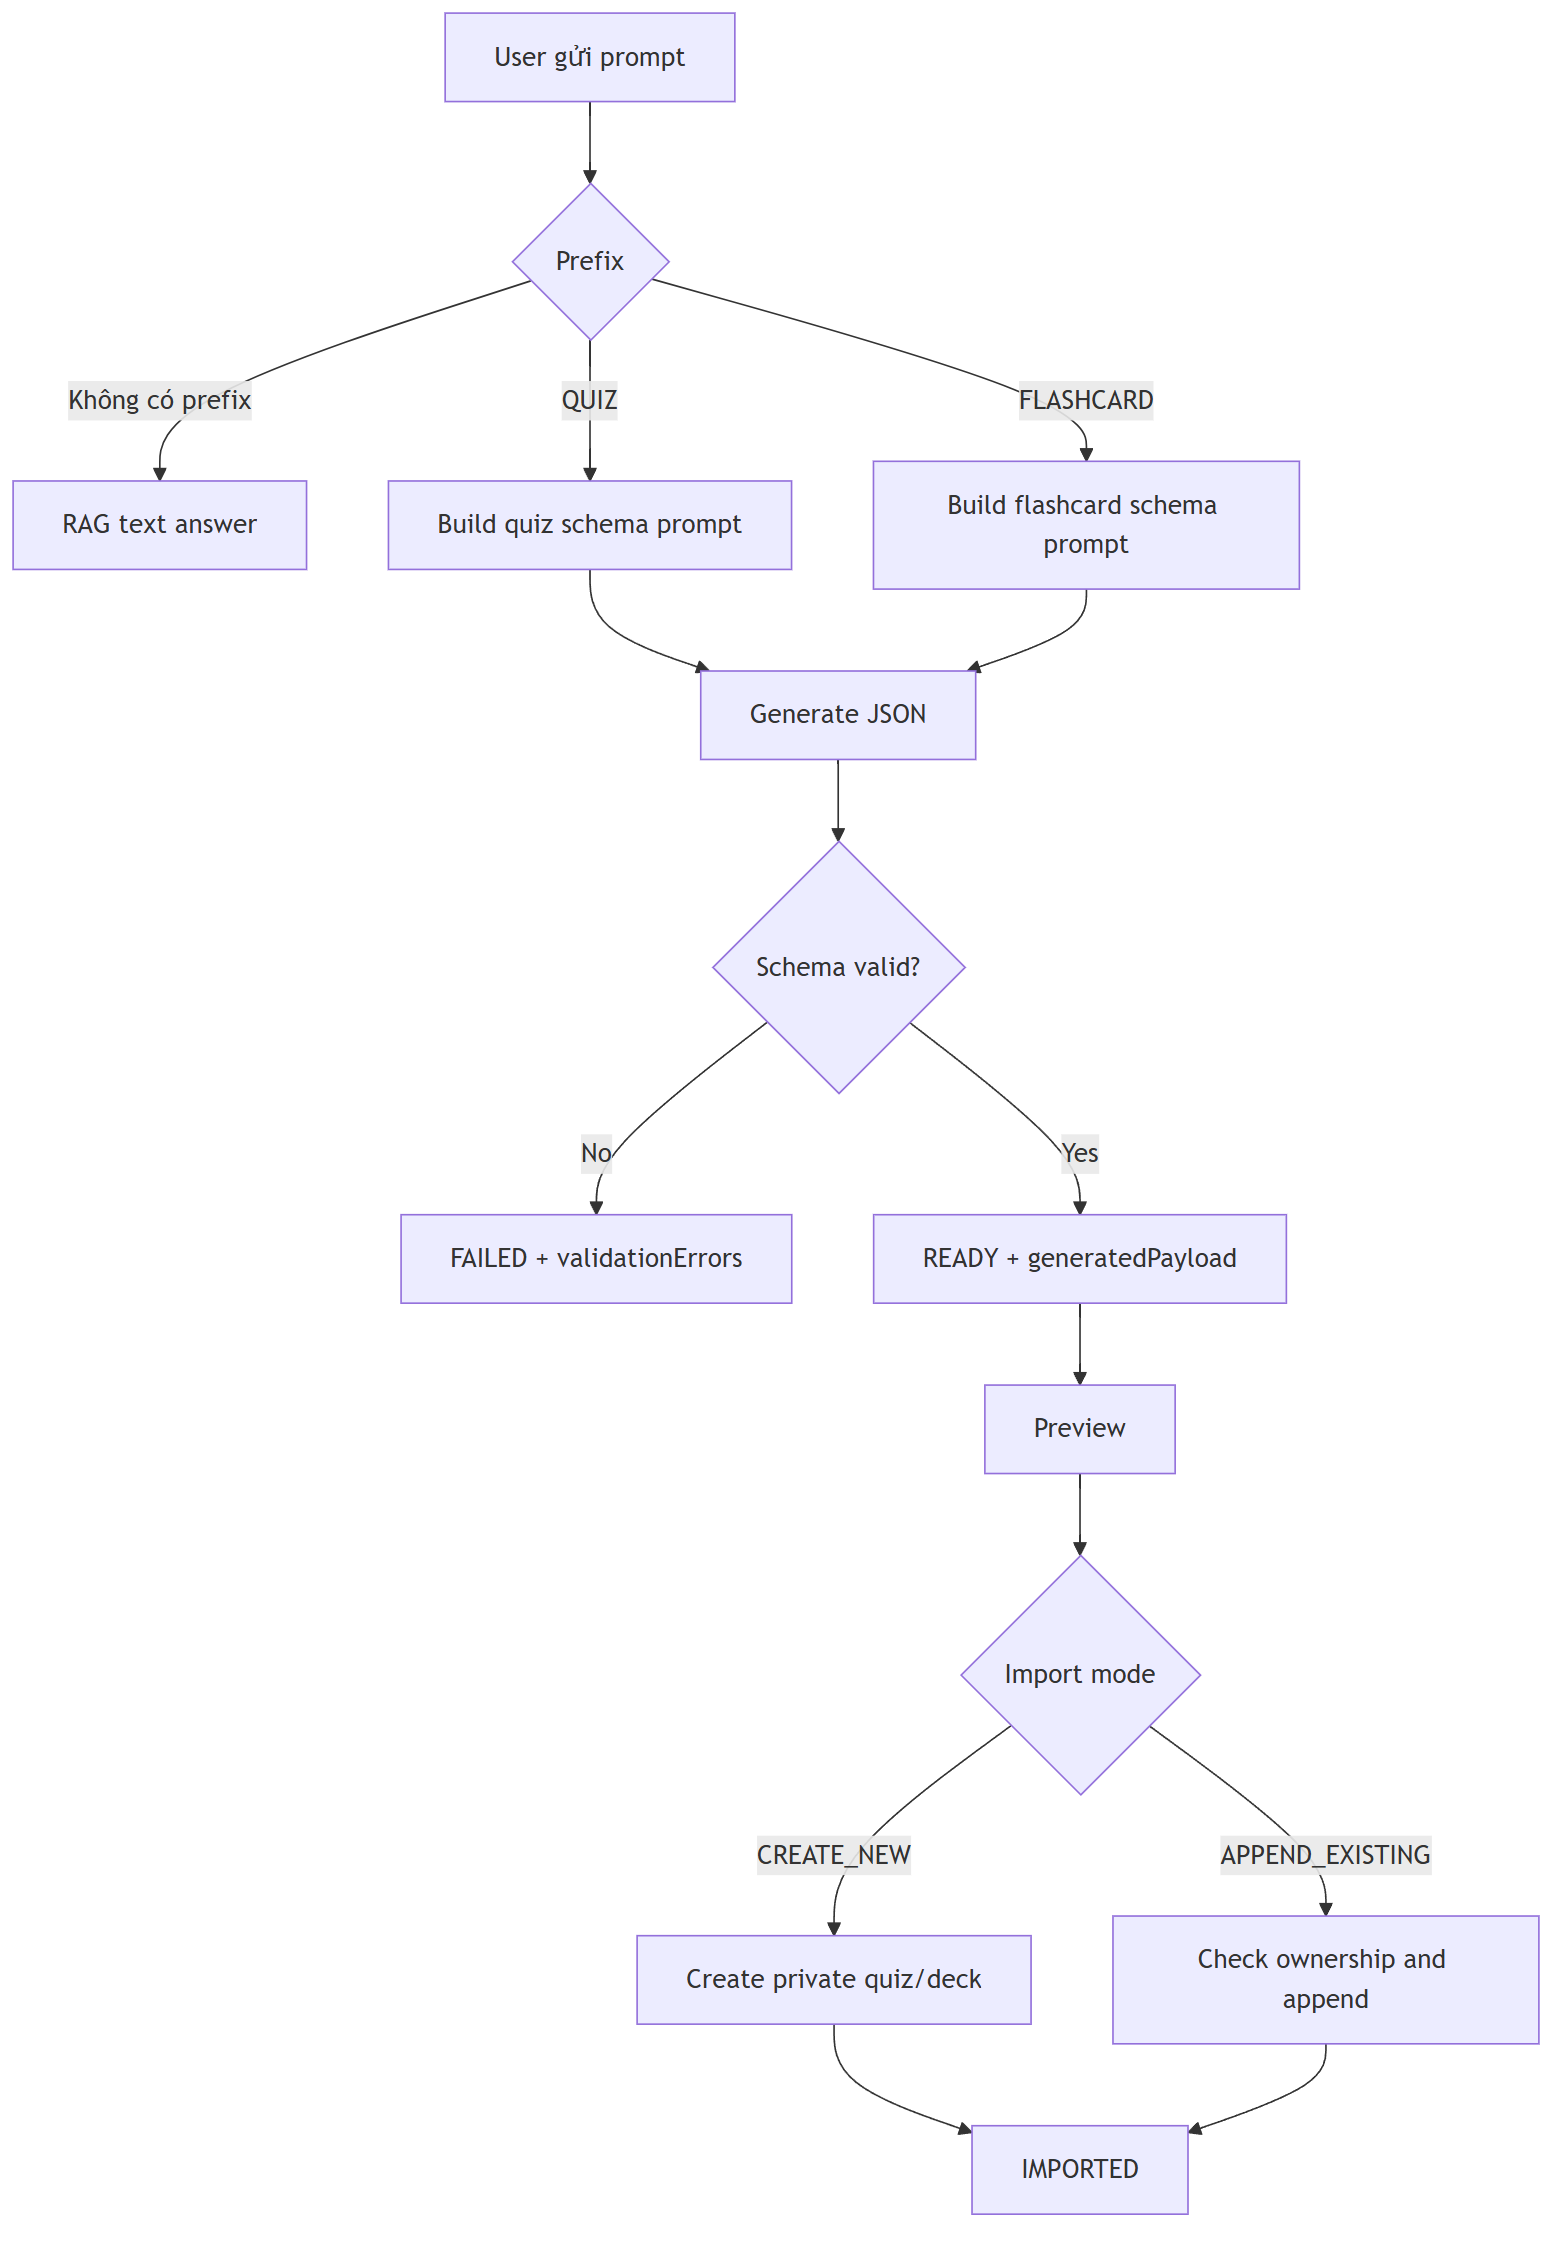 User gửi prompt
Prefix
Không có prefix
QUIZ
FLASHCARD
RAG text answer
Build quiz schema prompt
Build flashcard schema
prompt
Generate JSON
Schema valid?
No
Yes
FAILED + validationErrors
READY + generatedPayload
Preview
Import mode
CREATE_NEW
APPEND_EXISTING
Create private quiz/deck
Check ownership and
append
IMPORTED